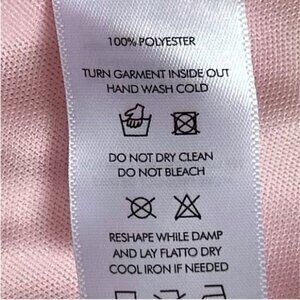 100% POLYESTER
TURN GARMENT INSIDE OUT
HAND WASH COLD
DO NOT DRY CLEAN
DO NOT BLEACH
RESHAPE WHILE DAMP
AND LAY FLATTO DRY
COOL IRON IF NEEDED